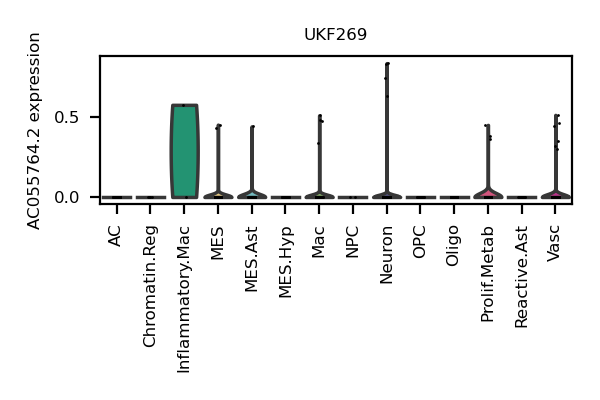 UKF269
AC055764.2 expression
0.5
0.0
AC
Chromatin.Reg
Inflammatory.Mac
MES
MES.Ast
MES.Hyp
Mac
NPC
Neuron
OPC
Oligo
Prolif.Metab
Reactive.Ast
Vasc